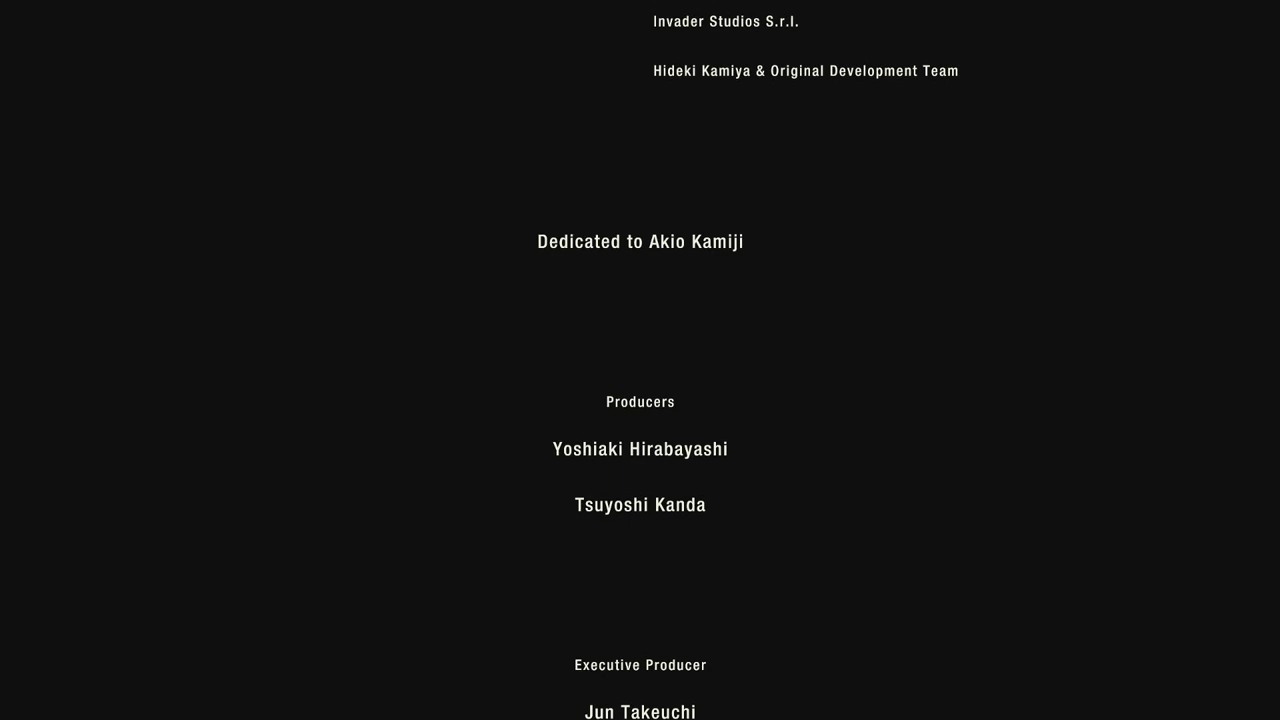 Invader Studios S.r.l.
Hideki Kamiya & Original Development Team
Dedicated to Akio Kamiji
Producers
Yoshiaki Hirabayashi
Tsuyoshi Kanda
Executive Producer
Jun Takeuchi